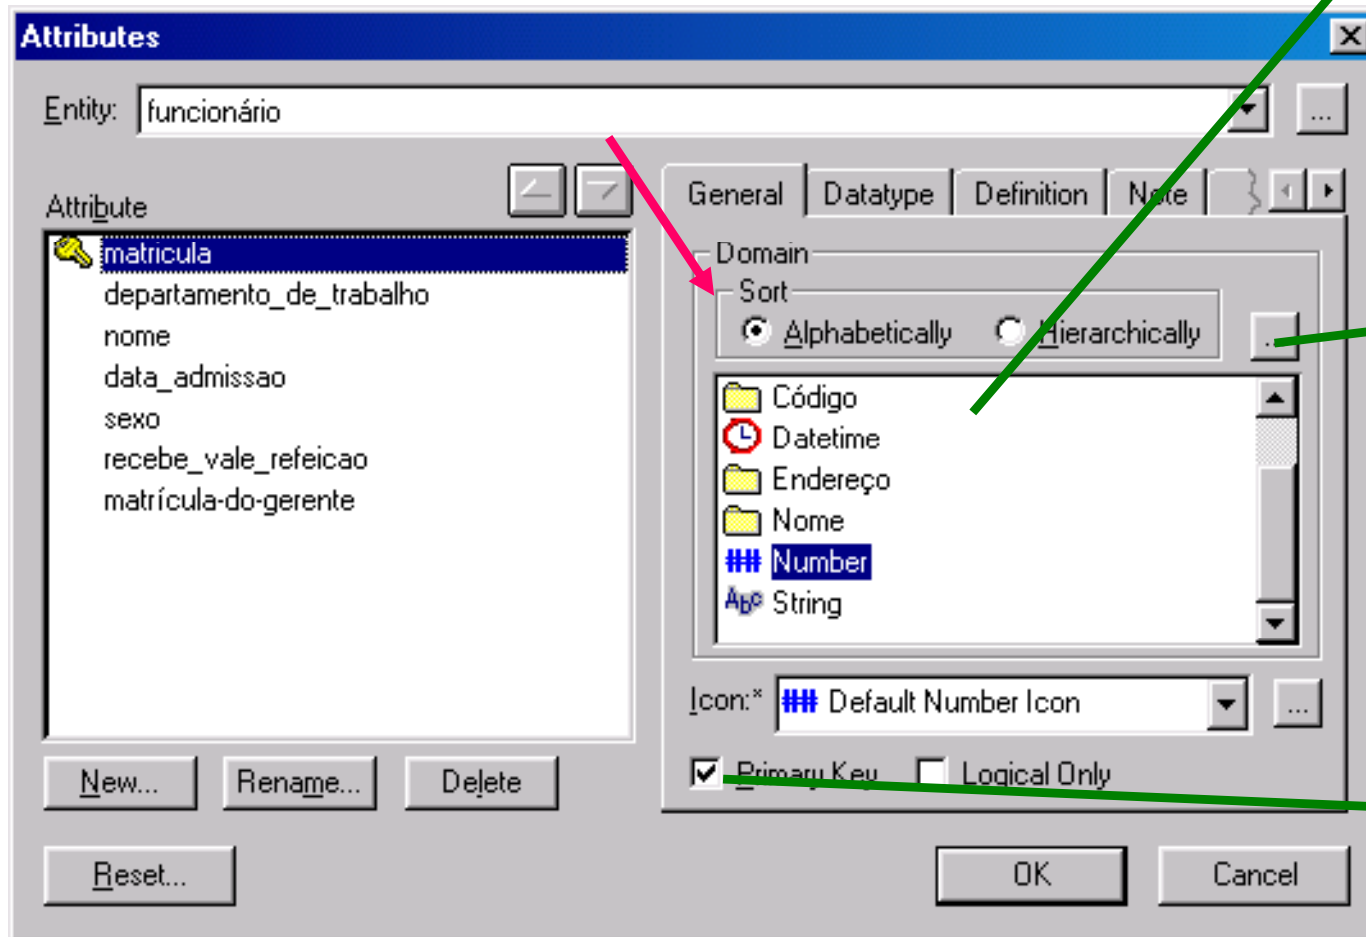 Attributes
Entity: funcionário ...
Attribute
General Datatype Definition Note
matricula
departamento_de_trabalho
nome
data_admissao
sexo
recebe_vale_refeicao
matrícula-do-gerente
Domain
Sort
Alphabetically Hierarchically
Código
Datetime
Endereço
Nome
## Number
Abc String
Icon:* ## Default Number Icon ...
Primary Key Logical Only
New... Rename... Delete
Reset... OK Cancel